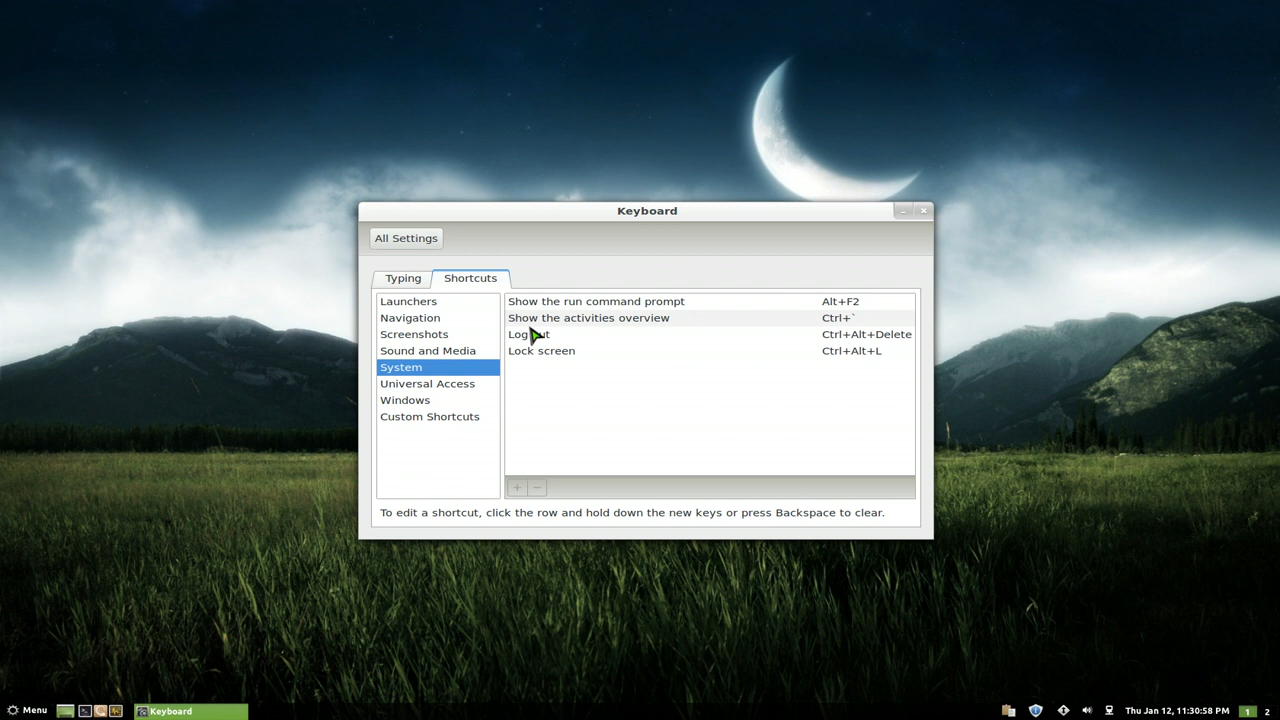 Keyboard
All Settings
Typing
Shortcuts
Launchers
Navigation
Screenshots
Sound and Media
System
Universal Access
Windows
Custom Shortcuts
Show the run command prompt Alt+F2
Show the activities overview Ctrl+`
Log out Ctrl+Alt+Delete
Lock screen Ctrl+Alt+L
+ −
To edit a shortcut, click the row and hold down the new keys or press Backspace to clear.
Menu
Keyboard
Thu Jan 12, 11:30:58 PM
1
2